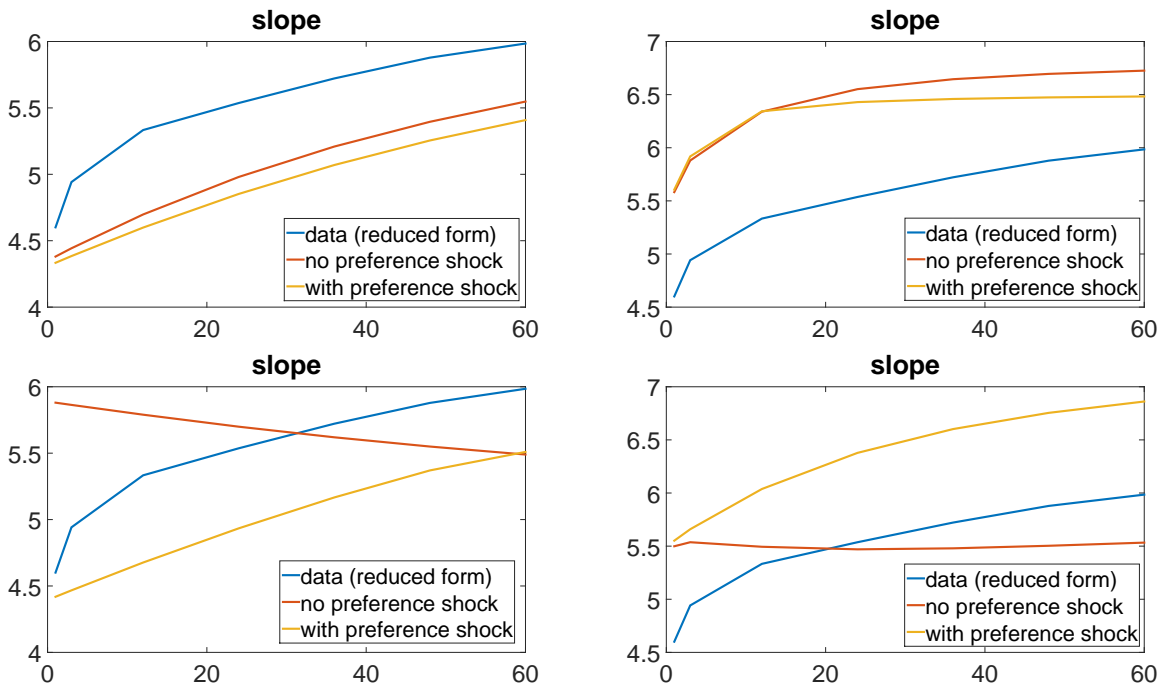 slope
6
5.5
5
4.5
4
0 20 40 60
data (reduced form)
no preference shock
with preference shock
slope
7
6.5
6
5.5
5
4.5
0 20 40 60
data (reduced form)
no preference shock
with preference shock
slope
6
5.5
5
4.5
4
0 20 40 60
data (reduced form)
no preference shock
with preference shock
slope
7
6.5
6
5.5
5
4.5
0 20 40 60
data (reduced form)
no preference shock
with preference shock